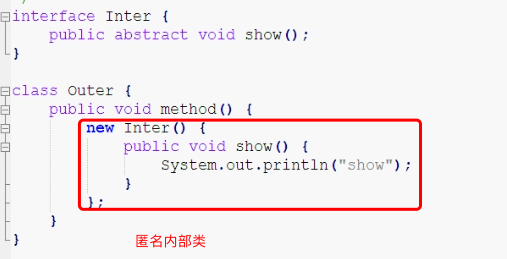 interface Inter {
    public abstract void show();
}
class Outer {
    public void method() {
        new Inter() {
            public void show() {
                System.out.println("show");
            }
        };
    }
}
匿名内部类